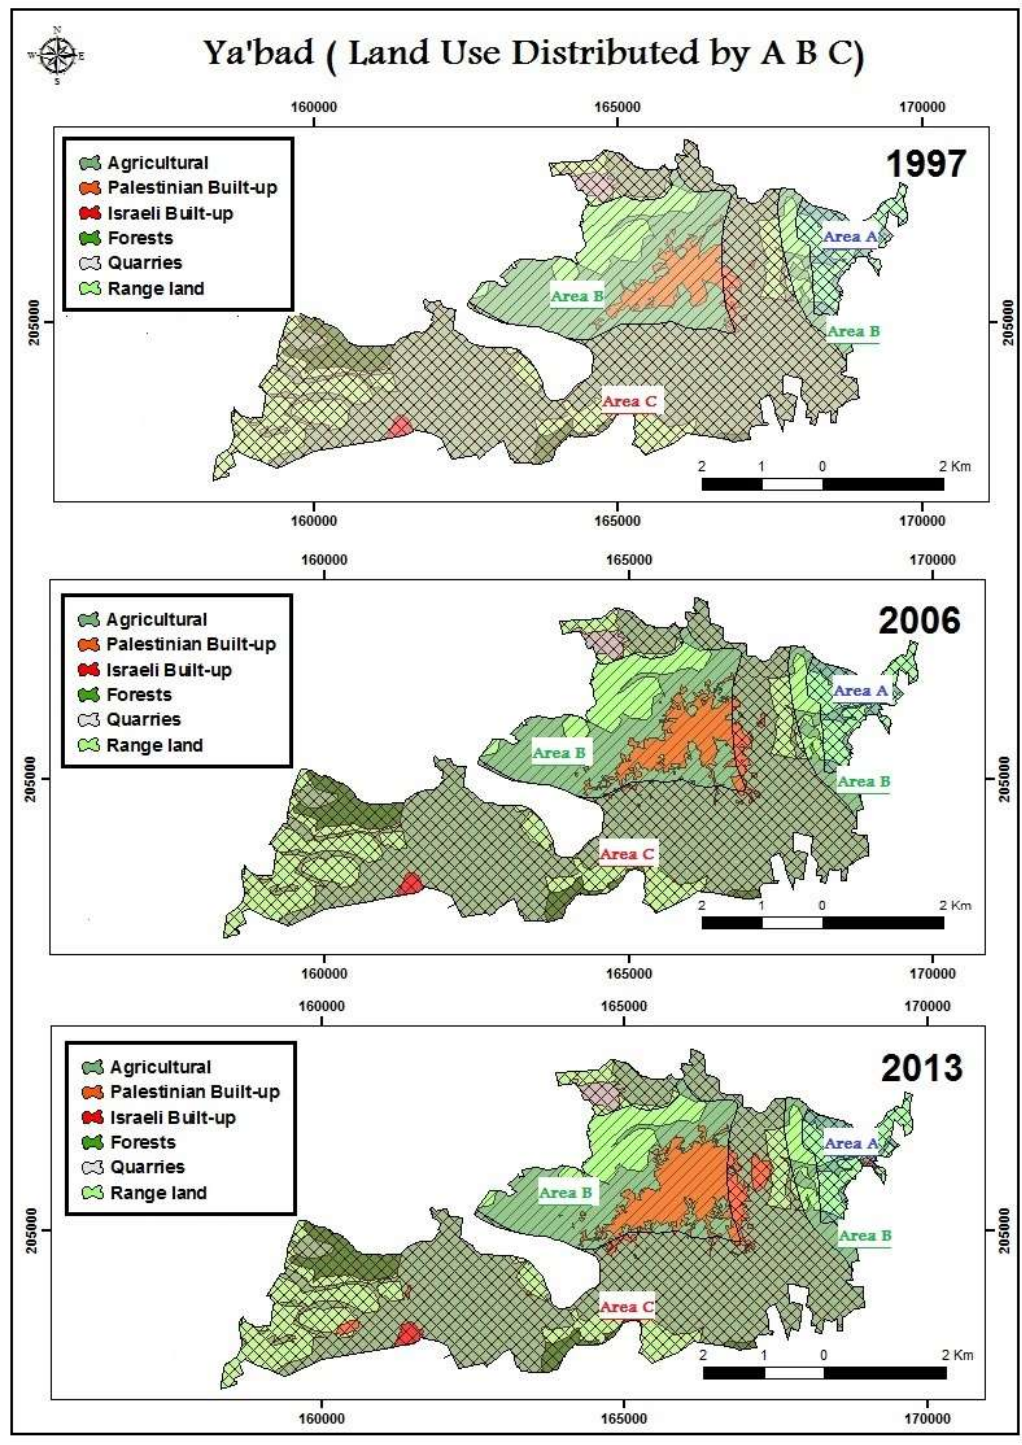 N
W E
S
Ya'bad ( Land Use Distributed by A B C)
160000 165000 170000
1997
Agricultural
Palestinian Built-up
Israeli Built-up
Forests
Quarries
Range land
Area A
Area B
Area B
Area C
205000 205000
2 1 0 2 Km
160000 165000 170000
160000 165000 170000
2006
Agricultural
Palestinian Built-up
Israeli Built-up
Forests
Quarries
Range land
Area A
Area B
Area B
Area C
205000 205000
2 1 0 2 Km
160000 165000 170000
160000 165000 170000
2013
Agricultural
Palestinian Built-up
Israeli Built-up
Forests
Quarries
Range land
Area A
Area B
Area B
Area C
205000 205000
2 1 0 2 Km
160000 165000 170000